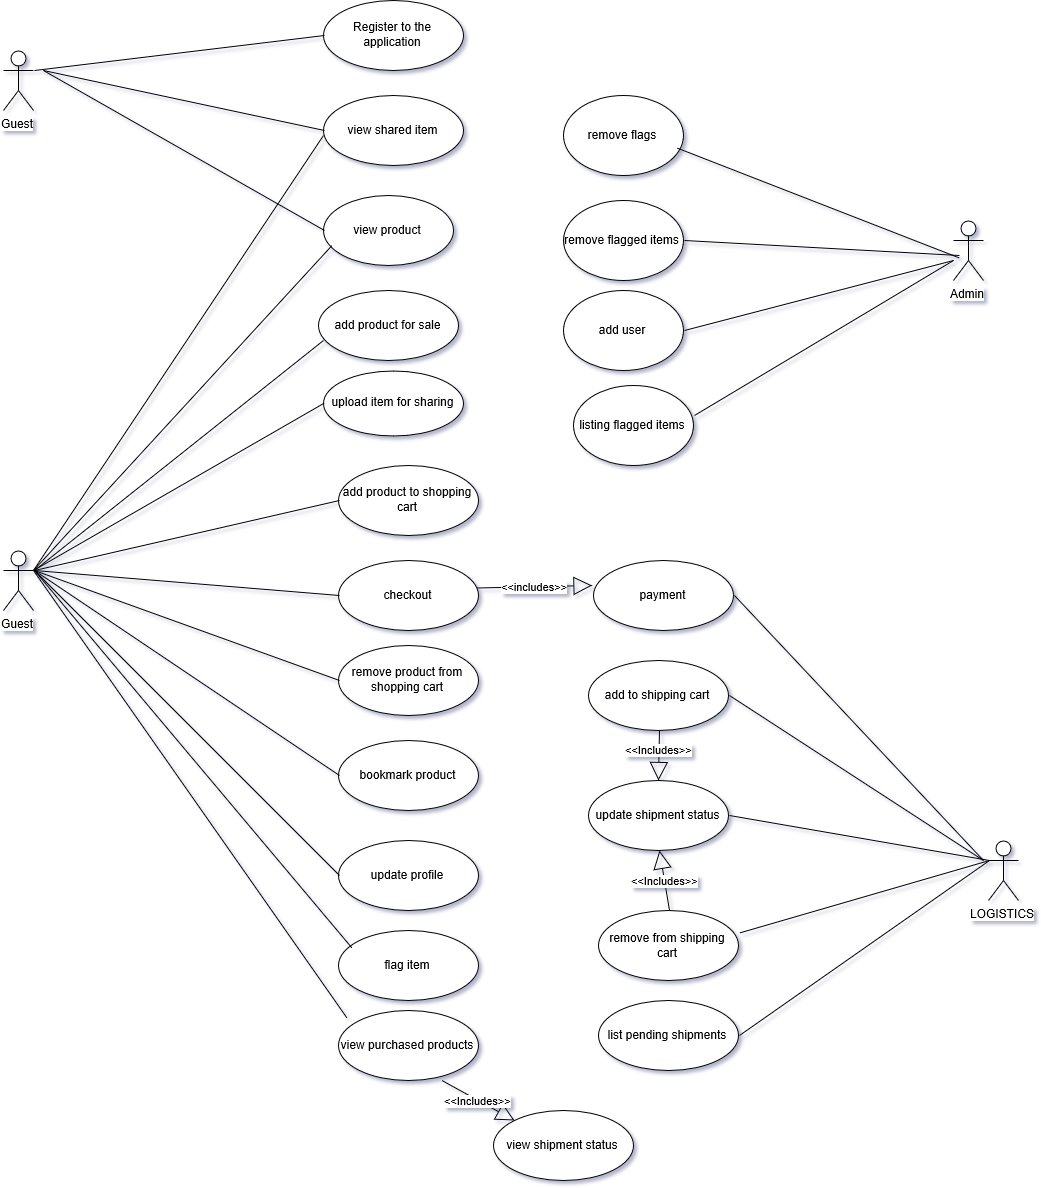 Register to the
application
Guest
view shared item
remove flags
view product
remove flagged items
Admin
add product for sale
add user
upload item for sharing
listing flagged items
add product to shopping
cart
Guest
checkout
<<includes>>
payment
remove product from
shopping cart
add to shipping cart
<<Includes>>
bookmark product
update shipment status
update profile
<<Includes>>
LOGISTICS
flag item
remove from shipping
cart
view purchased products
list pending shipments
<<Includes>>
view shipment status